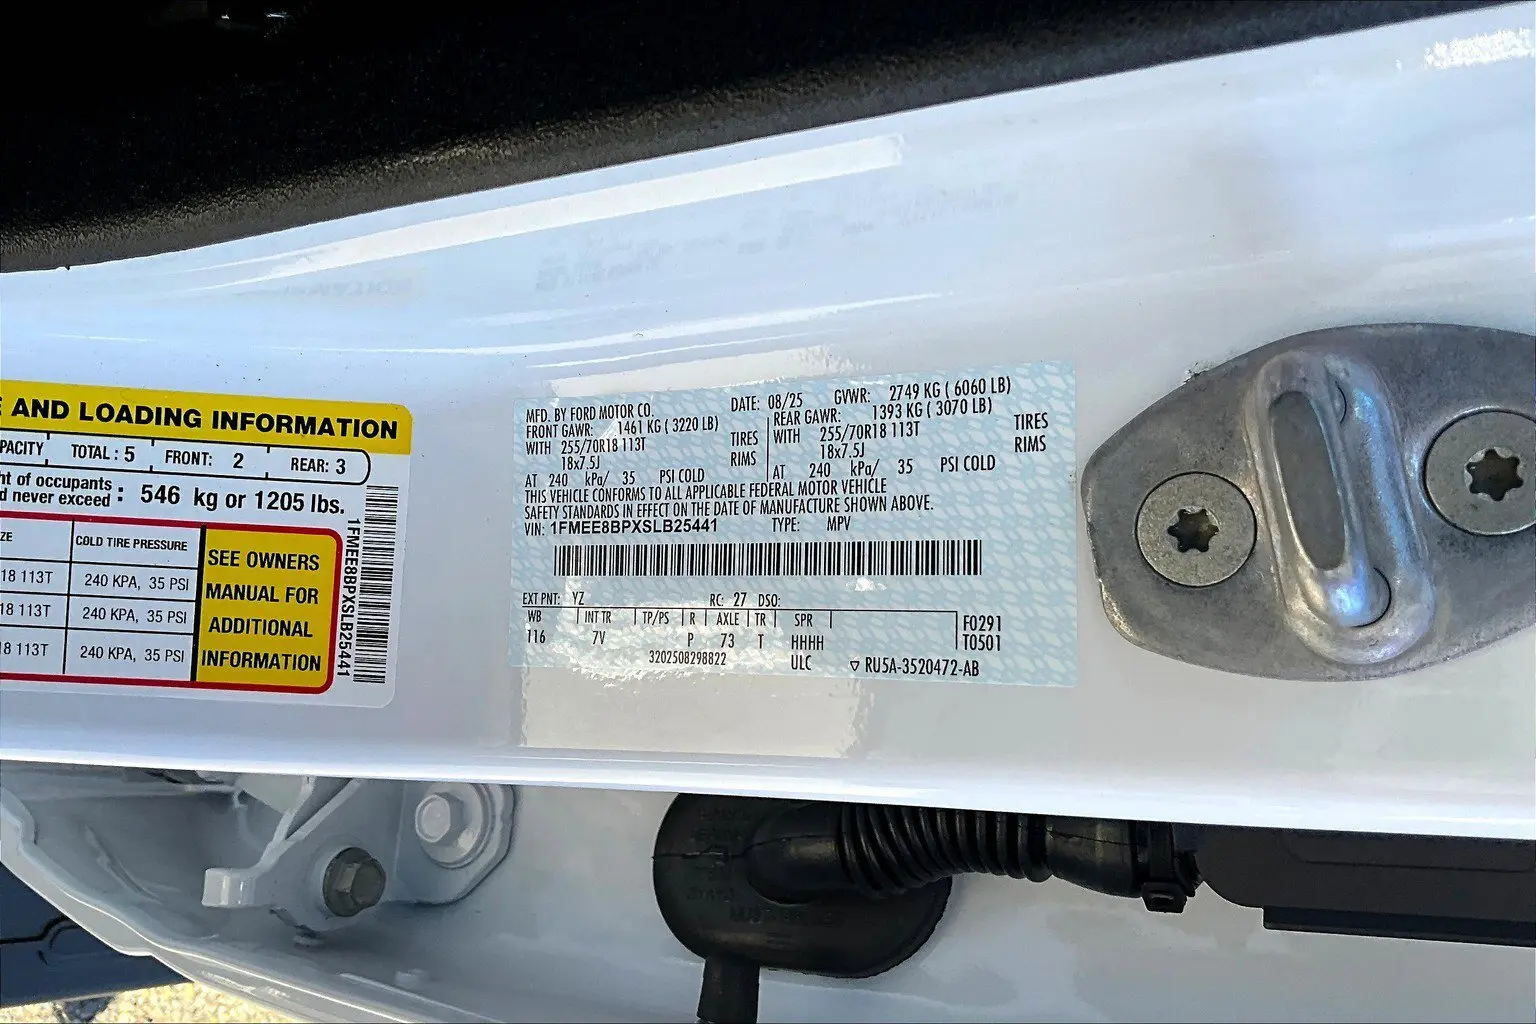 E AND LOADING INFORMATION
PACITY TOTAL : 5 FRONT: 2 REAR: 3
ht of occupants
d never exceed : 546 kg or 1205 lbs.
ZE COLD TIRE PRESSURE
18 113T 240 KPA, 35 PSI
18 113T 240 KPA, 35 PSI
18 113T 240 KPA, 35 PSI
SEE OWNERS
MANUAL FOR
ADDITIONAL
INFORMATION
1FMEE8BPXSLB25441
MFD. BY FORD MOTOR CO. DATE: 08/25 GVWR: 2749 KG ( 6060 LB)
FRONT GAWR: 1461 KG ( 3220 LB) REAR GAWR: 1393 KG ( 3070 LB)
WITH 255/70R18 113T TIRES WITH 255/70R18 113T TIRES
18x7.5J RIMS 18x7.5J RIMS
AT 240 kPa/ 35 PSI COLD AT 240 kPa/ 35 PSI COLD
THIS VEHICLE CONFORMS TO ALL APPLICABLE FEDERAL MOTOR VEHICLE
SAFETY STANDARDS IN EFFECT ON THE DATE OF MANUFACTURE SHOWN ABOVE.
VIN: 1FMEE8BPXSLB25441 TYPE: MPV
EXT PNT: YZ RC: 27 DSO:
WB INT TR TP/PS R AXLE TR SPR F0291
116 7V P 73 T HHHH T0501
3202508298822 ULC ▽ RU5A-3520472-AB